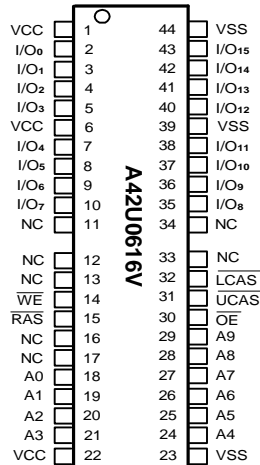 VCC 1 44 VSS
I/O0 2 43 I/O15
I/O1 3 42 I/O14
I/O2 4 41 I/O13
I/O3 5 40 I/O12
VCC 6 39 VSS
I/O4 7 38 I/O11
I/O5 8 37 I/O10
I/O6 9 36 I/O9
I/O7 10 35 I/O8
NC 11 34 NC
A42U0616V
NC 12 33 NC
NC 13 32 LCAS
WE 14 31 UCAS
RAS 15 30 OE
NC 16 29 A9
NC 17 28 A8
A0 18 27 A7
A1 19 26 A6
A2 20 25 A5
A3 21 24 A4
VCC 22 23 VSS